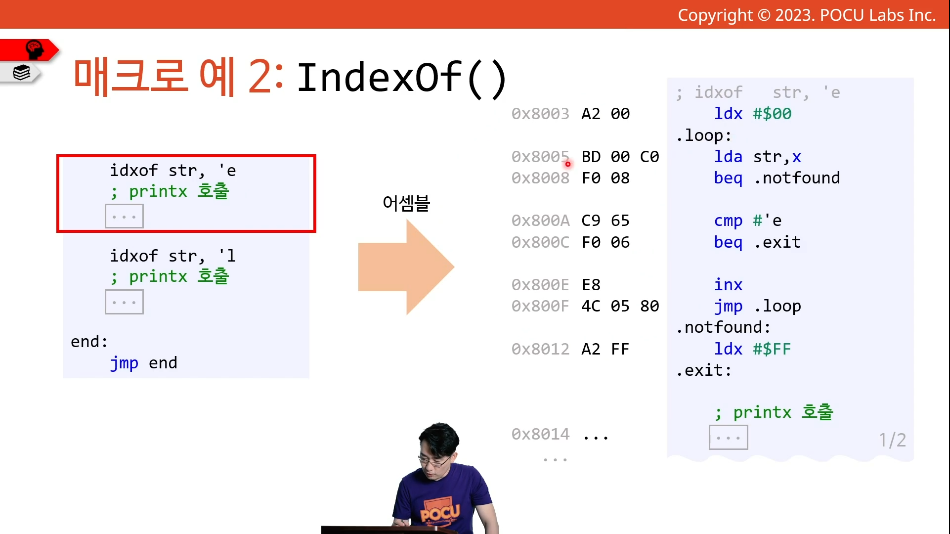 Copyright © 2023. POCU Labs Inc.
매크로 예 2: IndexOf()
idxof str, 'e
; printx 호출
...
idxof str, 'l
; printx 호출
...
end:
jmp end
어셈블
0x8003 A2 00
0x8005 BD 00 C0
0x8008 F0 08
0x800A C9 65
0x800C F0 06
0x800E E8
0x800F 4C 05 80
0x8012 A2 FF
0x8014 ...
...
; idxof str, 'e
ldx #$00
.loop:
lda str,x
beq .notfound
cmp #'e
beq .exit
inx
jmp .loop
.notfound:
ldx #$FF
.exit:
; printx 호출
...
1/2
POCU